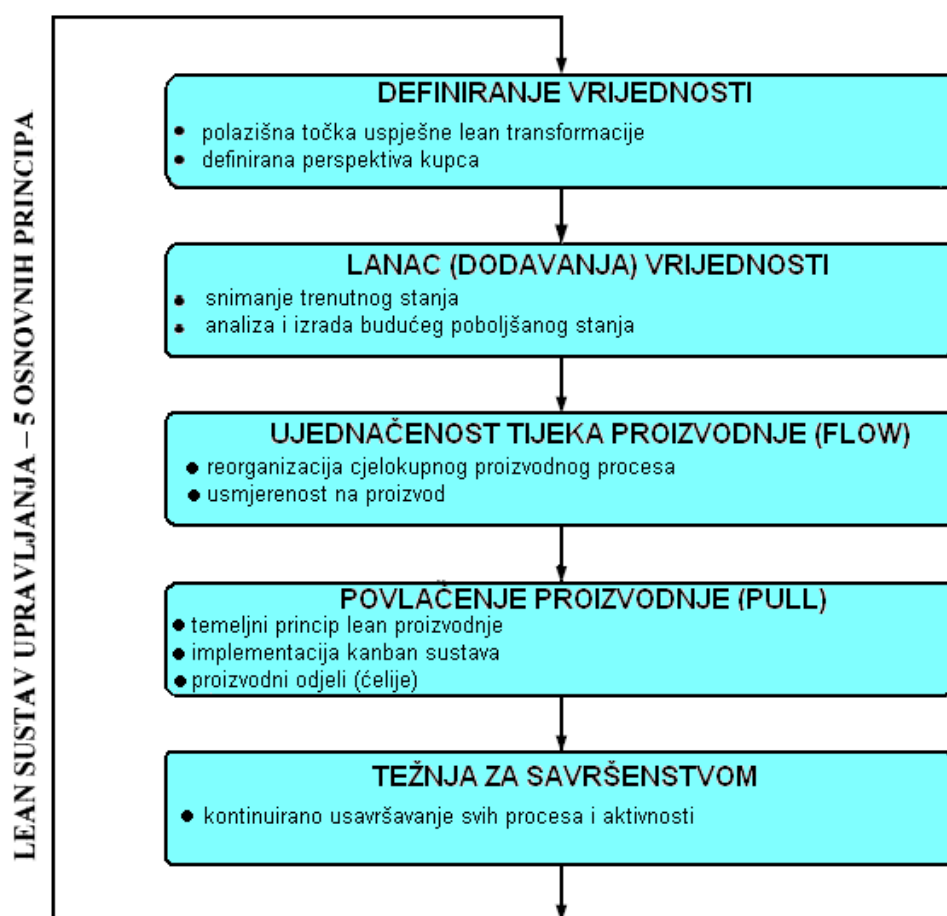 LEAN SUSTAV UPRAVLJANJA – 5 OSNOVNIH PRINCIPA
DEFINIRANJE VRIJEDNOSTI
• polazišna točka uspješne lean transformacije
• definirana perspektiva kupca
LANAC (DODAVANJA) VRIJEDNOSTI
• snimanje trenutnog stanja
• analiza i izrada budućeg poboljšanog stanja
UJEDNAČENOST TIJEKA PROIZVODNJE (FLOW)
• reorganizacija cjelokupnog proizvodnog procesa
• usmjerenost na proizvod
POVLAČENJE PROIZVODNJE (PULL)
• temeljni princip lean proizvodnje
• implementacija kanban sustava
• proizvodni odjeli (ćelije)
TEŽNJA ZA SAVRŠENSTVOM
• kontinuirano usavršavanje svih procesa i aktivnosti